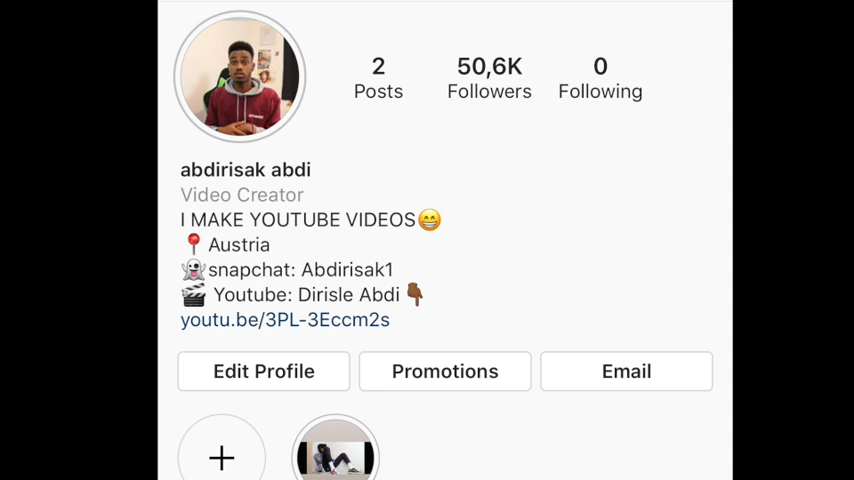 2 50,6K 0
Posts Followers Following
abdirisak abdi
Video Creator
I MAKE YOUTUBE VIDEOS😁
📍 Austria
👻snapchat: Abdirisak1
🎬 Youtube: Dirisle Abdi 👇🏾
youtu.be/3PL-3Eccm2s
Edit Profile Promotions Email